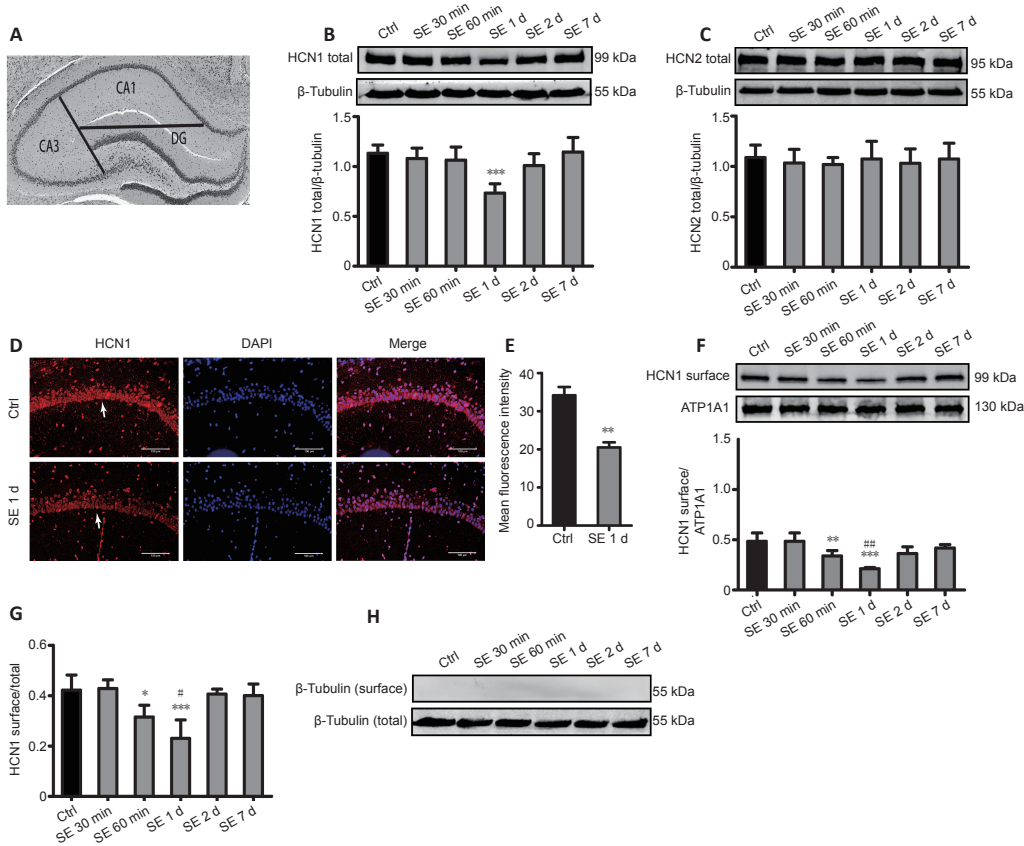 A
CA1
CA3
DG
B
Ctrl
SE 30 min
SE 60 min
SE 1 d
SE 2 d
SE 7 d
HCN1 total
99 kDa
β-Tubulin
55 kDa
HCN1 total/β-tubulin
1.5
1.0
0.5
0
***
Ctrl
SE 30 min
SE 60 min
SE 1 d
SE 2 d
SE 7 d
C
Ctrl
SE 30 min
SE 60 min
SE 1 d
SE 2 d
SE 7 d
HCN2 total
95 kDa
β-Tubulin
55 kDa
HCN2 total/β-tubulin
1.5
1.0
0.5
0
Ctrl
SE 30 min
SE 60 min
SE 1 d
SE 2 d
SE 7 d
D
HCN1
DAPI
Merge
Ctrl
SE 1 d
E
Mean fluorescence intensity
40
30
20
10
0
**
Ctrl
SE 1 d
F
Ctrl
SE 30 min
SE 60 min
SE 1 d
SE 2 d
SE 7 d
HCN1 surface
99 kDa
ATP1A1
130 kDa
HCN1 surface/
ATP1A1
1.5
1.0
0.5
0
**
##
***
Ctrl
SE 30 min
SE 60 min
SE 1 d
SE 2 d
SE 7 d
G
HCN1 surface/total
0.6
0.4
0.2
0
*
#
***
Ctrl
SE 30 min
SE 60 min
SE 1 d
SE 2 d
SE 7 d
H
Ctrl
SE 30 min
SE 60 min
SE 1 d
SE 2 d
SE 7 d
β-Tubulin (surface)
55 kDa
β-Tubulin (total)
55 kDa